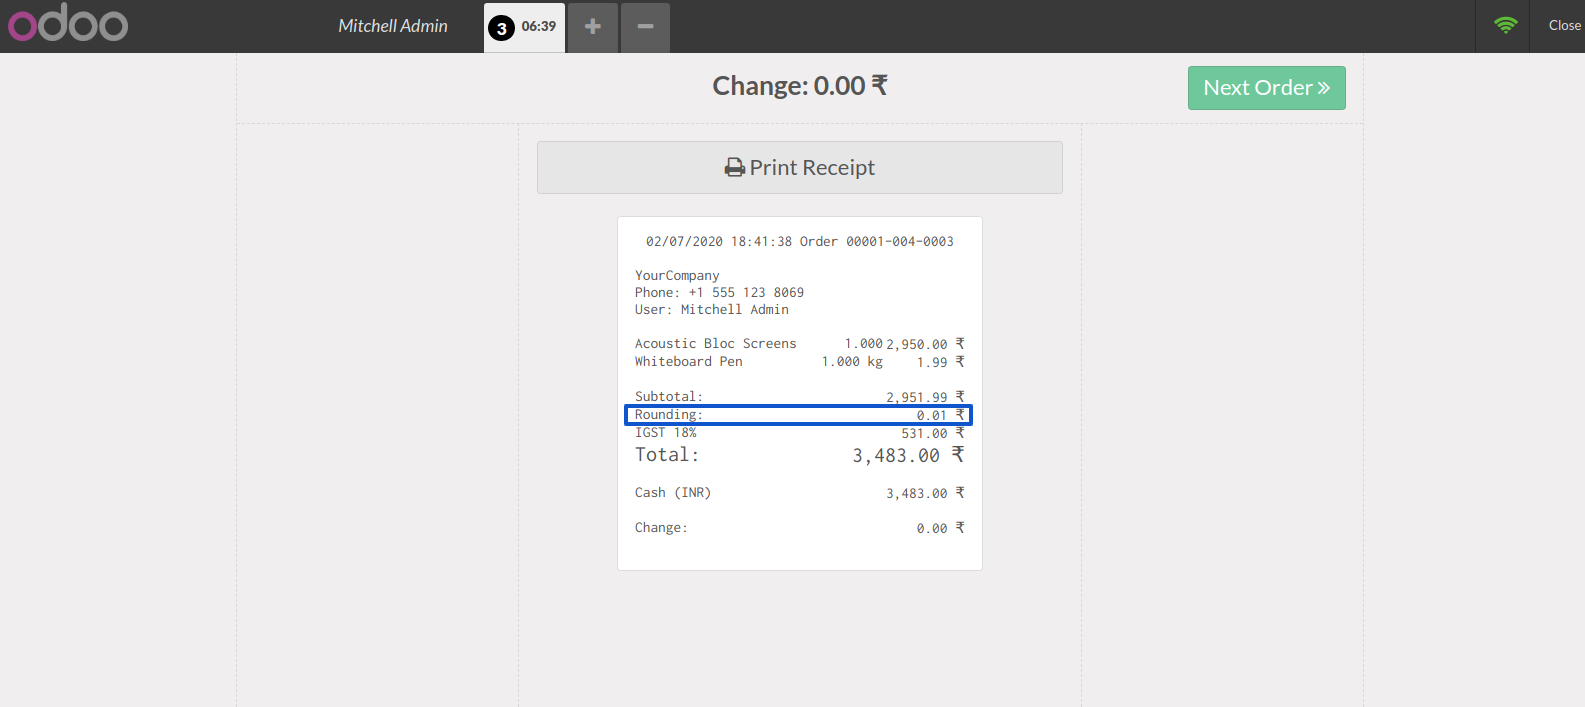 odoo Mitchell Admin 3 06:39 + − Close
Change: 0.00 ₹ Next Order »
Print Receipt
02/07/2020 18:41:38 Order 00001-004-0003
YourCompany
Phone: +1 555 123 8069
User: Mitchell Admin
Acoustic Bloc Screens 1.000 2,950.00 ₹
Whiteboard Pen 1.000 kg 1.99 ₹
Subtotal: 2,951.99 ₹
Rounding: 0.01 ₹
IGST 18% 531.00 ₹
Total: 3,483.00 ₹
Cash (INR) 3,483.00 ₹
Change: 0.00 ₹